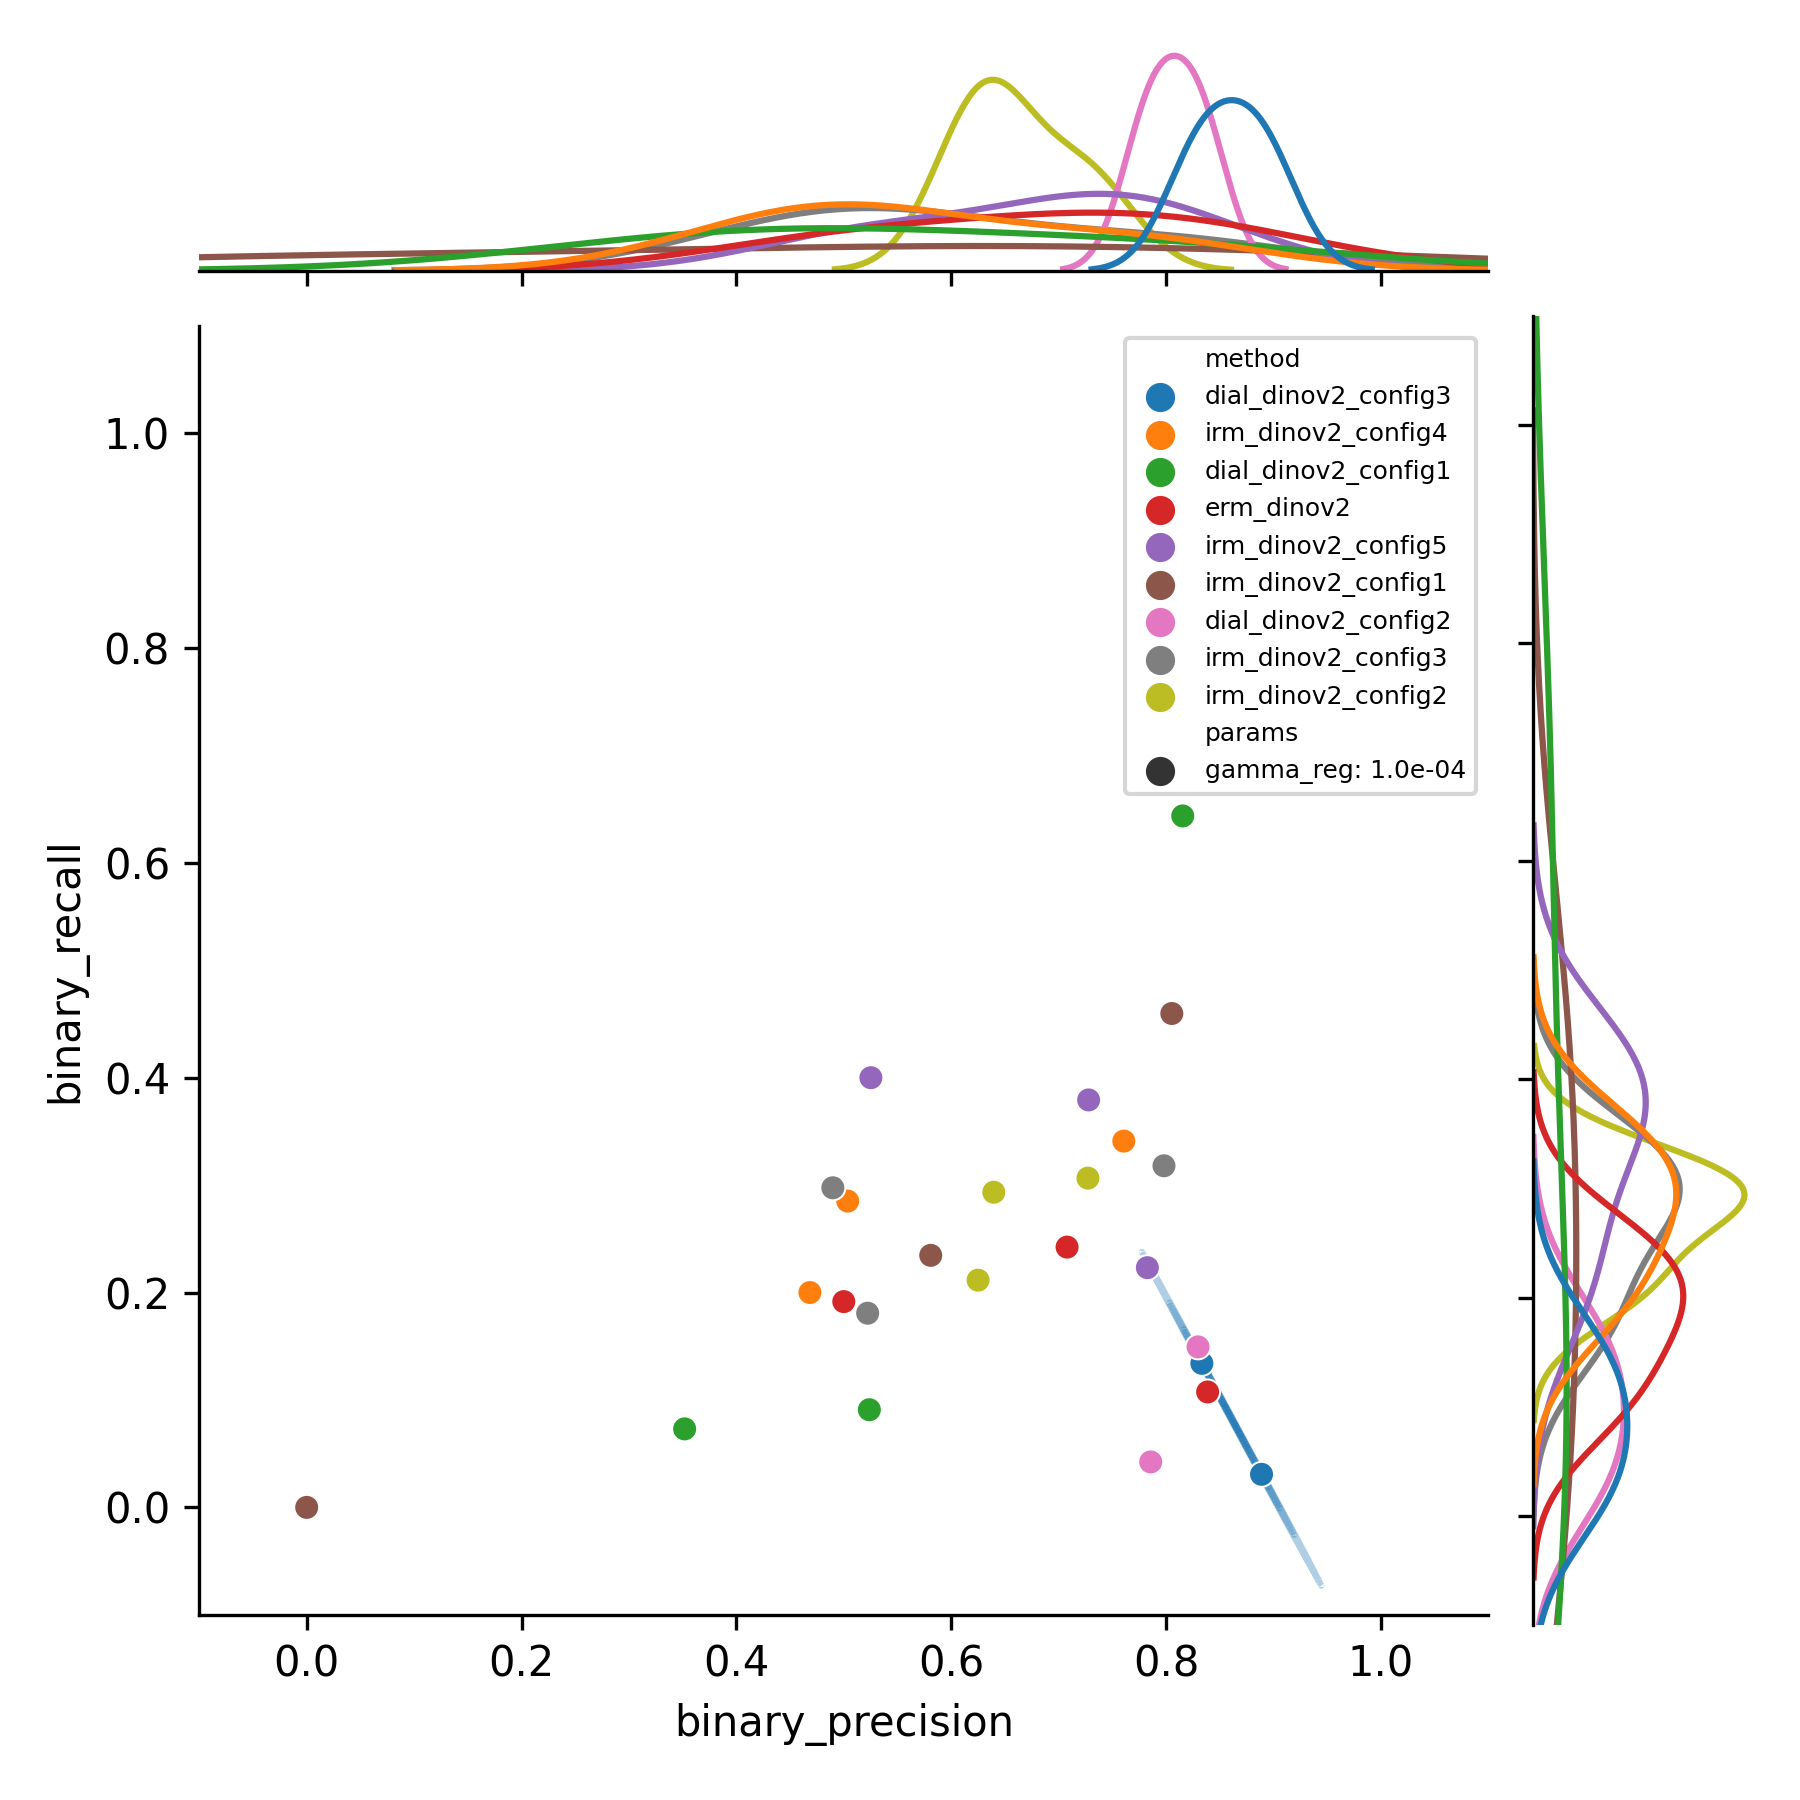 method
dial_dinov2_config3
irm_dinov2_config4
dial_dinov2_config1
erm_dinov2
irm_dinov2_config5
irm_dinov2_config1
dial_dinov2_config2
irm_dinov2_config3
irm_dinov2_config2
params
gamma_reg: 1.0e-04
1.0
0.8
0.6
0.4
0.2
0.0
binary_recall
0.0 0.2 0.4 0.6 0.8 1.0
binary_precision